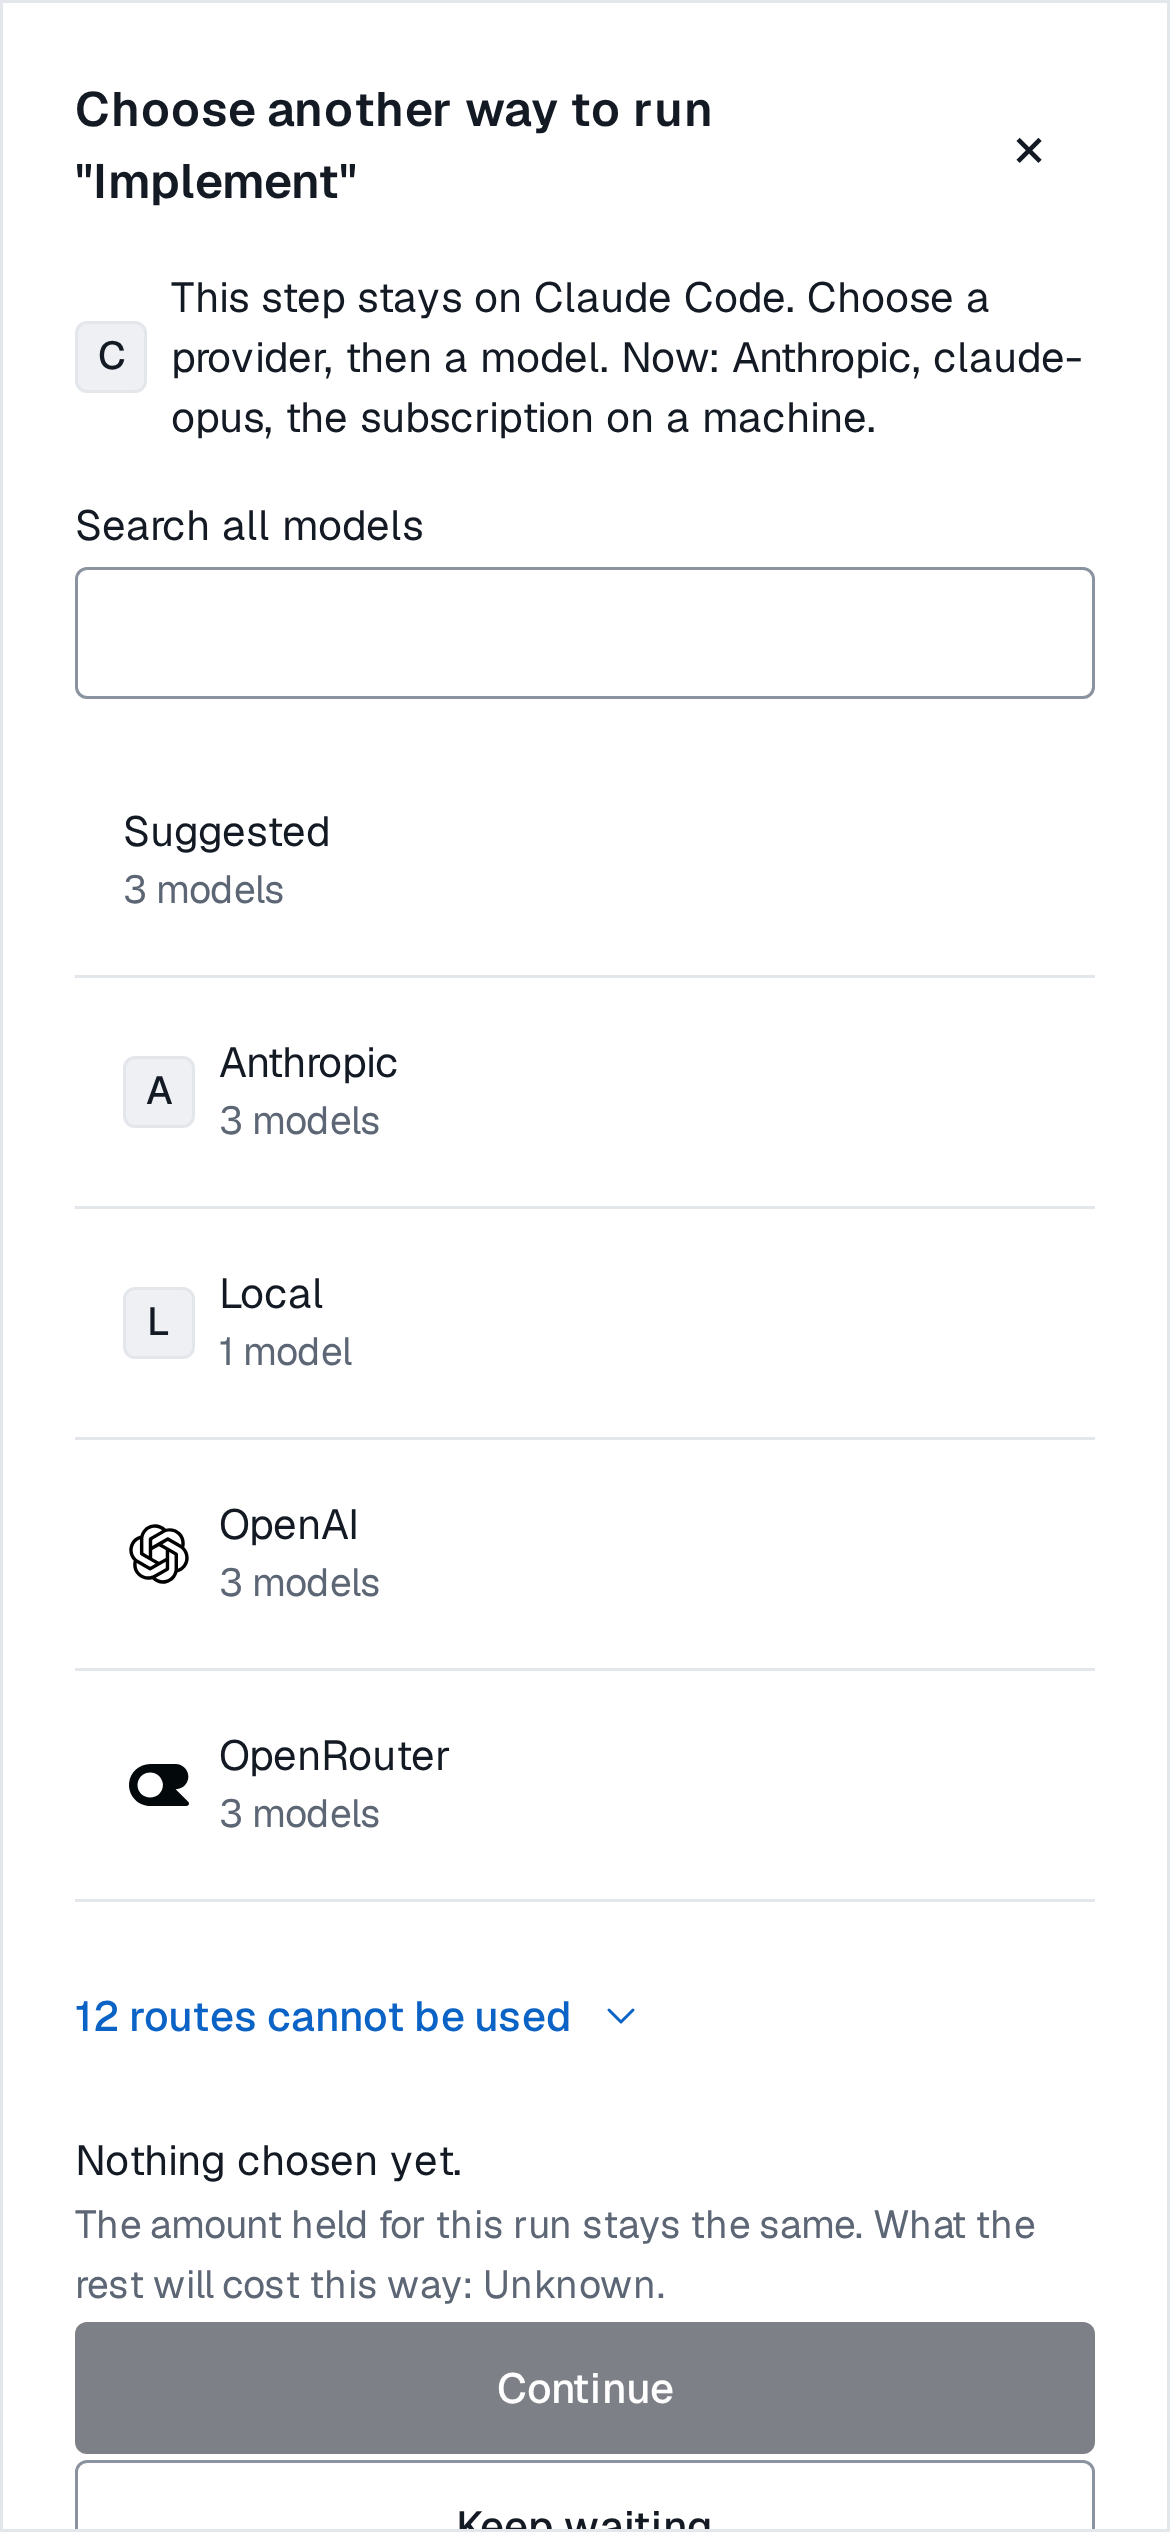 Choose another way to run
"Implement"
C
This step stays on Claude Code. Choose a
provider, then a model. Now: Anthropic, claude-
opus, the subscription on a machine.
Search all models
Suggested
3 models
A
Anthropic
3 models
L
Local
1 model
OpenAI
3 models
OpenRouter
3 models
12 routes cannot be used
Nothing chosen yet.
The amount held for this run stays the same. What the
rest will cost this way: Unknown.
Continue
Keep waiting